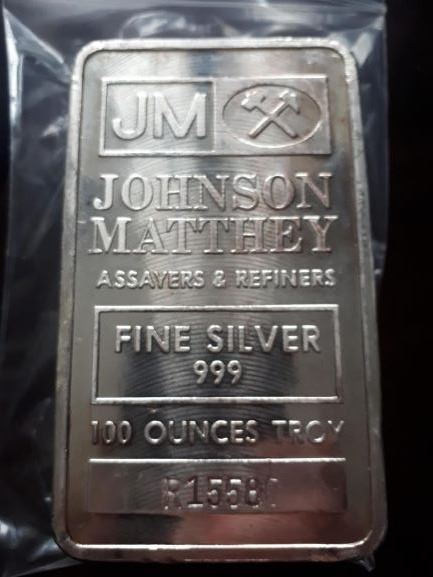 JM
JOHNSON
MATTHEY
ASSAYERS & REFINERS
FINE SILVER
999
100 OUNCES TROY